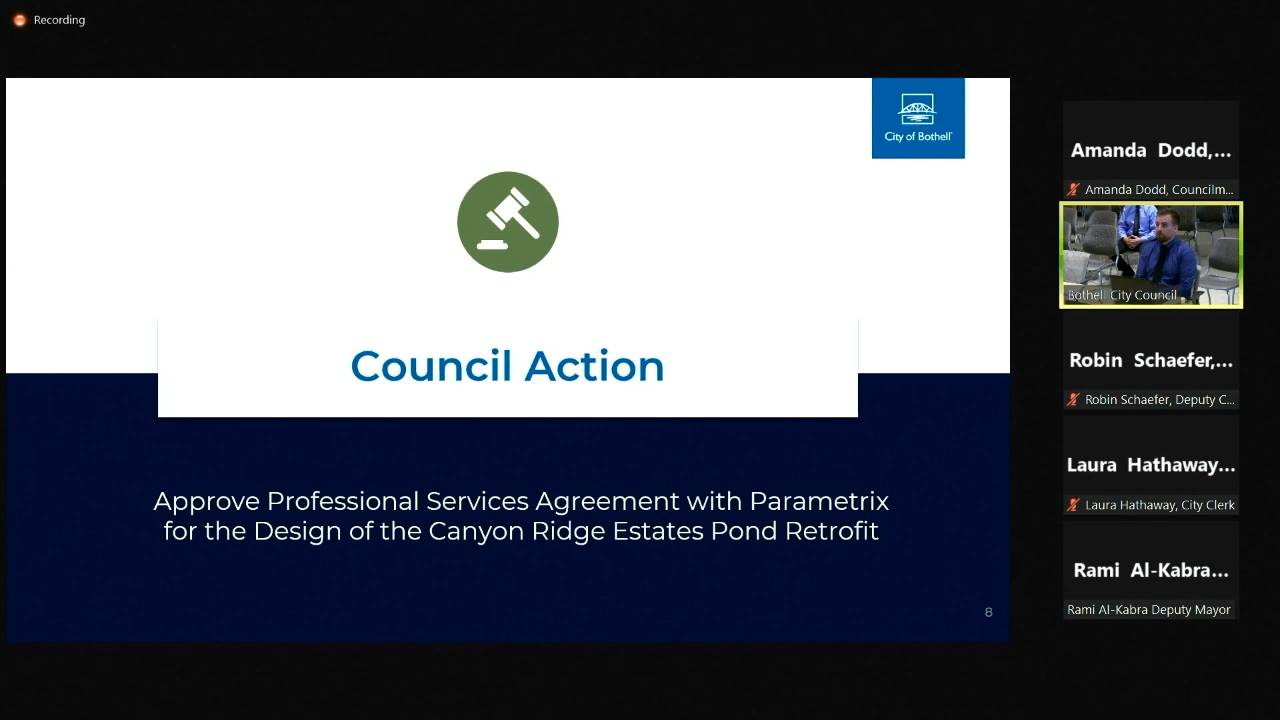 Recording
City of Bothell
Council Action
Approve Professional Services Agreement with Parametrix
for the Design of the Canyon Ridge Estates Pond Retrofit
8
Amanda Dodd,...
Amanda Dodd, Councilm...
Bothell City Council
Robin Schaefer,...
Robin Schaefer, Deputy C...
Laura Hathaway...
Laura Hathaway, City Clerk
Rami Al-Kabra...
Rami Al-Kabra Deputy Mayor